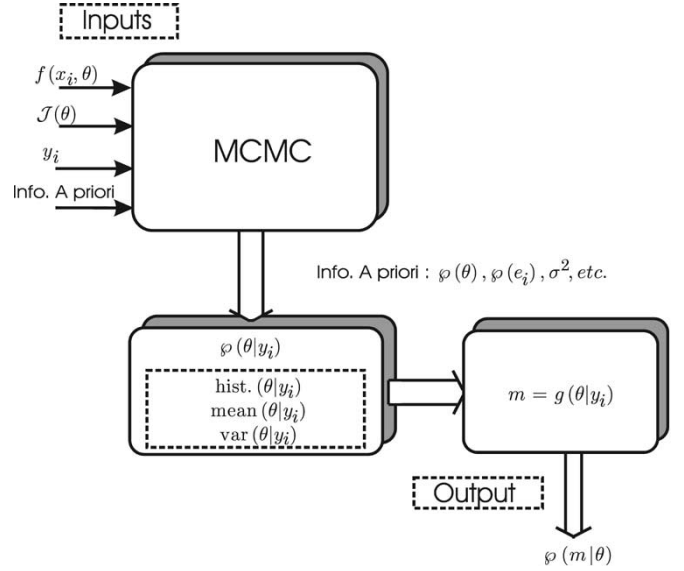 Inputs
f(x_i, θ)
𝒥(θ)
y_i
Info. A priori
MCMC
Info. A priori : ℘(θ), ℘(e_i), σ², etc.
℘(θ|y_i)
hist. (θ|y_i)
mean (θ|y_i)
var (θ|y_i)
m = g(θ|y_i)
Output
℘(m|θ)